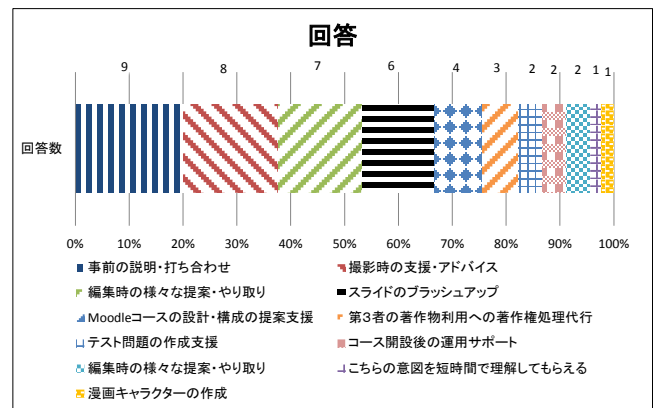 回答
9 8 7 6 4 3 2 2 2 1 1
回答数
0% 10% 20% 30% 40% 50% 60% 70% 80% 90% 100%
事前の説明・打ち合わせ 撮影時の支援・アドバイス
編集時の様々な提案・やり取り スライドのブラッシュアップ
Moodleコースの設計・構成の提案支援 第３者の著作物利用への著作権処理代行
テスト問題の作成支援 コース開設後の運用サポート
編集時の様々な提案・やり取り こちらの意図を短時間で理解してもらえる
漫画キャラクターの作成